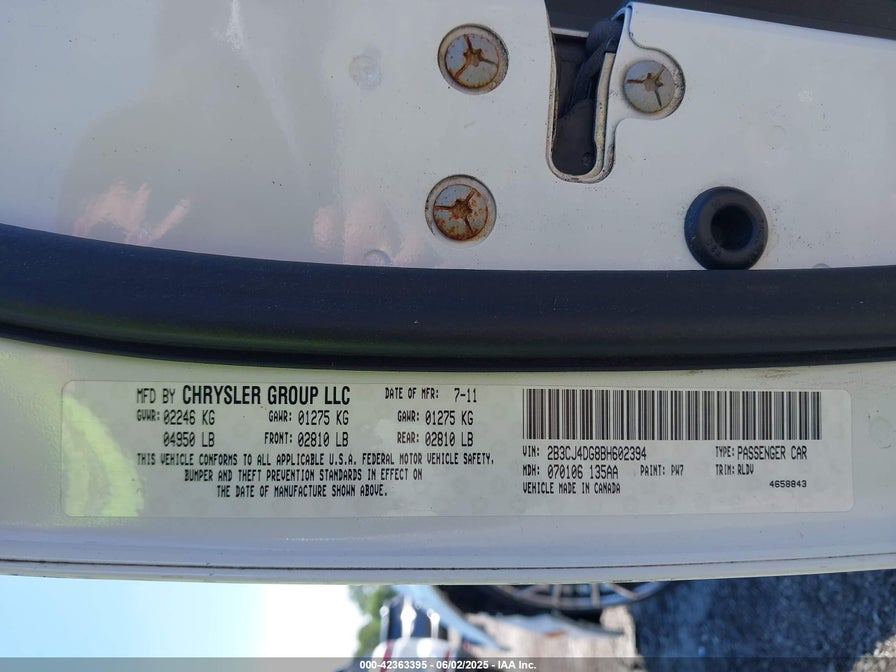 MFD BY CHRYSLER GROUP LLC DATE OF MFR: 7-11
GVWR: 02246 KG GAWR: 01275 KG GAWR: 01275 KG
04950 LB FRONT: 02810 LB REAR: 02810 LB
THIS VEHICLE CONFORMS TO ALL APPLICABLE U.S.A. FEDERAL MOTOR VEHICLE SAFETY,
BUMPER AND THEFT PREVENTION STANDARDS IN EFFECT ON
THE DATE OF MANUFACTURE SHOWN ABOVE.
VIN: 2B3CJ4DG8BH602394 TYPE: PASSENGER CAR
MDH: 070106 135AA PAINT: PW7 TRIM: RLDV
VEHICLE MADE IN CANADA 4658843
000-42363395 - 06/02/2025 - IAA Inc.